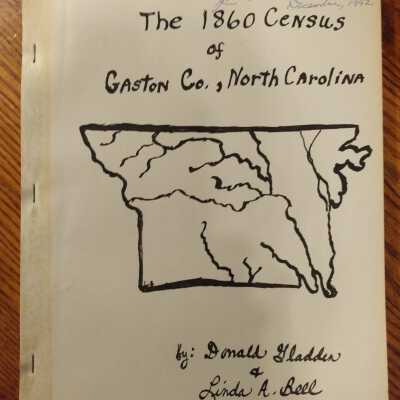 December, 1992
The 1860 Census
of
Gaston Co., North Carolina
by: Donald Gladden
&
Linda A. Bell